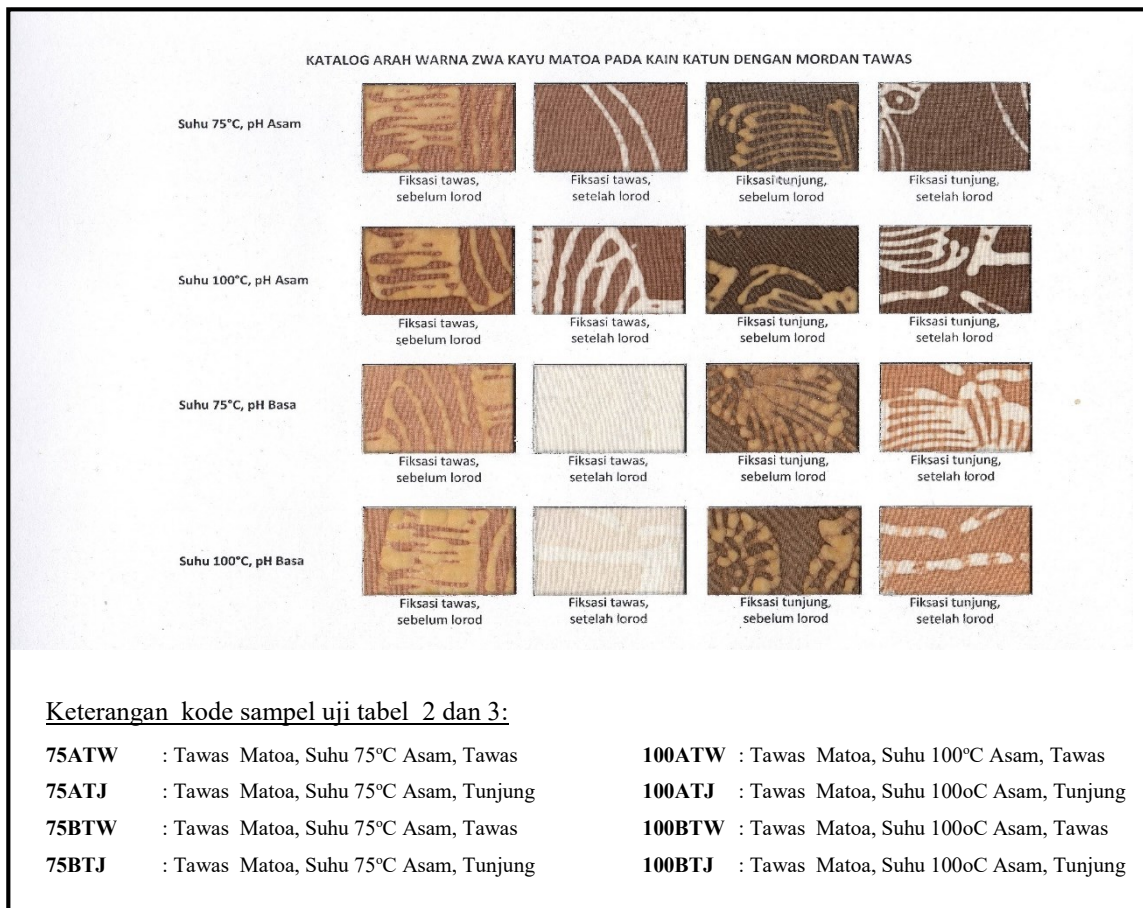 KATALOG ARAH WARNA ZWA KAYU MATOA PADA KAIN KATUN DENGAN MORDAN TAWAS
Suhu 75°C, pH Asam
Fiksasi tawas,
sebelum lorod
Fiksasi tawas,
setelah lorod
Fiksasi tunjung,
sebelum lorod
Fiksasi tunjung,
setelah lorod
Suhu 100°C, pH Asam
Fiksasi tawas,
sebelum lorod
Fiksasi tawas,
setelah lorod
Fiksasi tunjung,
sebelum lorod
Fiksasi tunjung,
setelah lorod
Suhu 75°C, pH Basa
Fiksasi tawas,
sebelum lorod
Fiksasi tawas,
setelah lorod
Fiksasi tunjung,
sebelum lorod
Fiksasi tunjung,
setelah lorod
Suhu 100°C, pH Basa
Fiksasi tawas,
sebelum lorod
Fiksasi tawas,
setelah lorod
Fiksasi tunjung,
sebelum lorod
Fiksasi tunjung,
setelah lorod
Keterangan kode sampel uji tabel 2 dan 3:
75ATW : Tawas Matoa, Suhu 75°C Asam, Tawas
75ATJ : Tawas Matoa, Suhu 75°C Asam, Tunjung
75BTW : Tawas Matoa, Suhu 75°C Asam, Tawas
75BTJ : Tawas Matoa, Suhu 75°C Asam, Tunjung
100ATW : Tawas Matoa, Suhu 100°C Asam, Tawas
100ATJ : Tawas Matoa, Suhu 100oC Asam, Tunjung
100BTW : Tawas Matoa, Suhu 100oC Asam, Tawas
100BTJ : Tawas Matoa, Suhu 100oC Asam, Tunjung